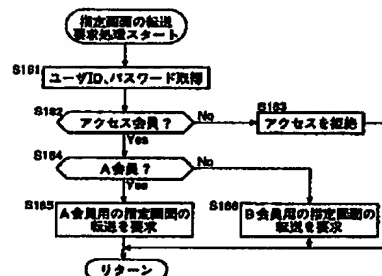 指定画面の転送
要求処理スタート
S161
ユーザID、パスワード取得
S162
アクセス会員？
No
S163
アクセスを拒絶
Yes
S164
A会員？
No
Yes
S165
A会員用の指定画面の
転送を要求
S166
B会員用の指定画面の
転送を要求
リターン